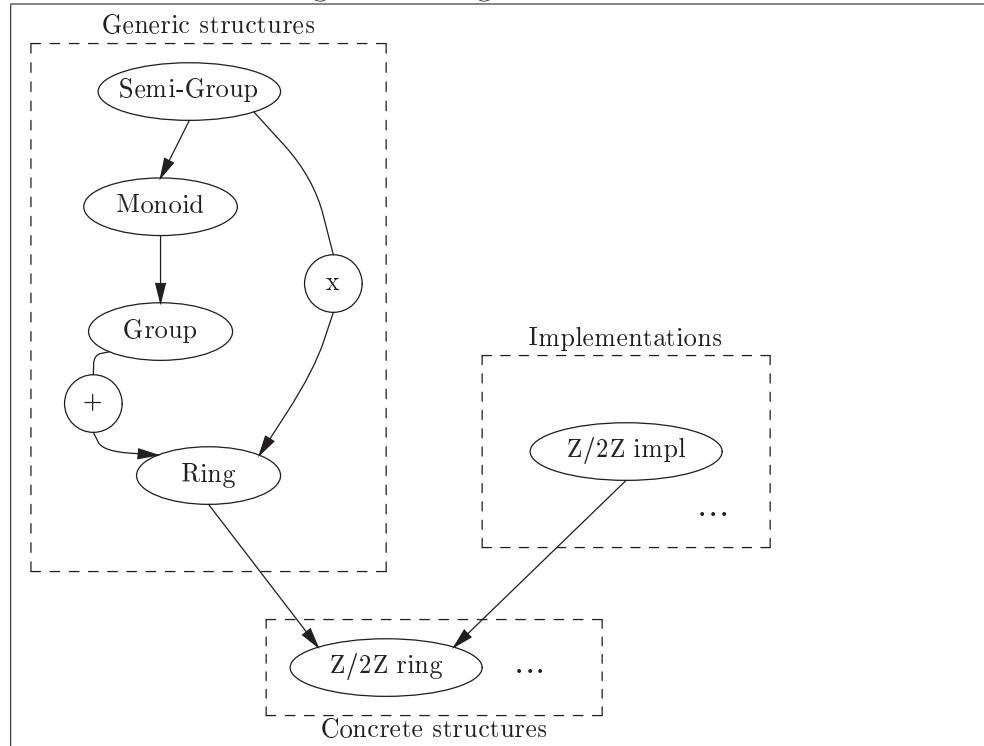 Generic structures
Semi-Group
Monoid
x
Group
Implementations
+
Z/2Z impl
Ring
...
Z/2Z ring
...
Concrete structures